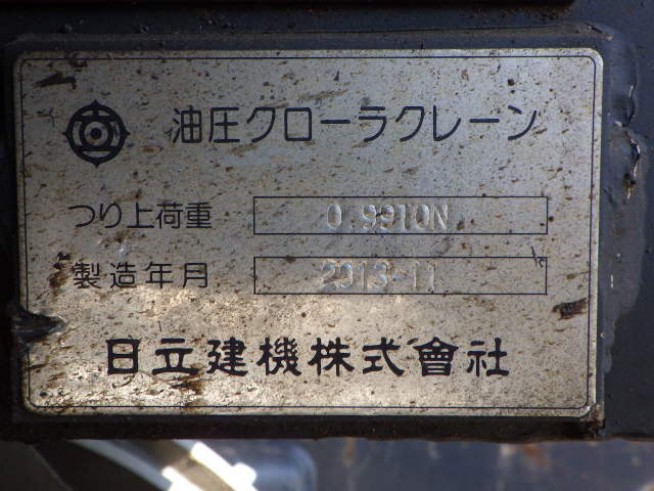 油圧クローラクレーン
つり上荷重 0.99TON
製造年月 2013-11
日立建機株式會社